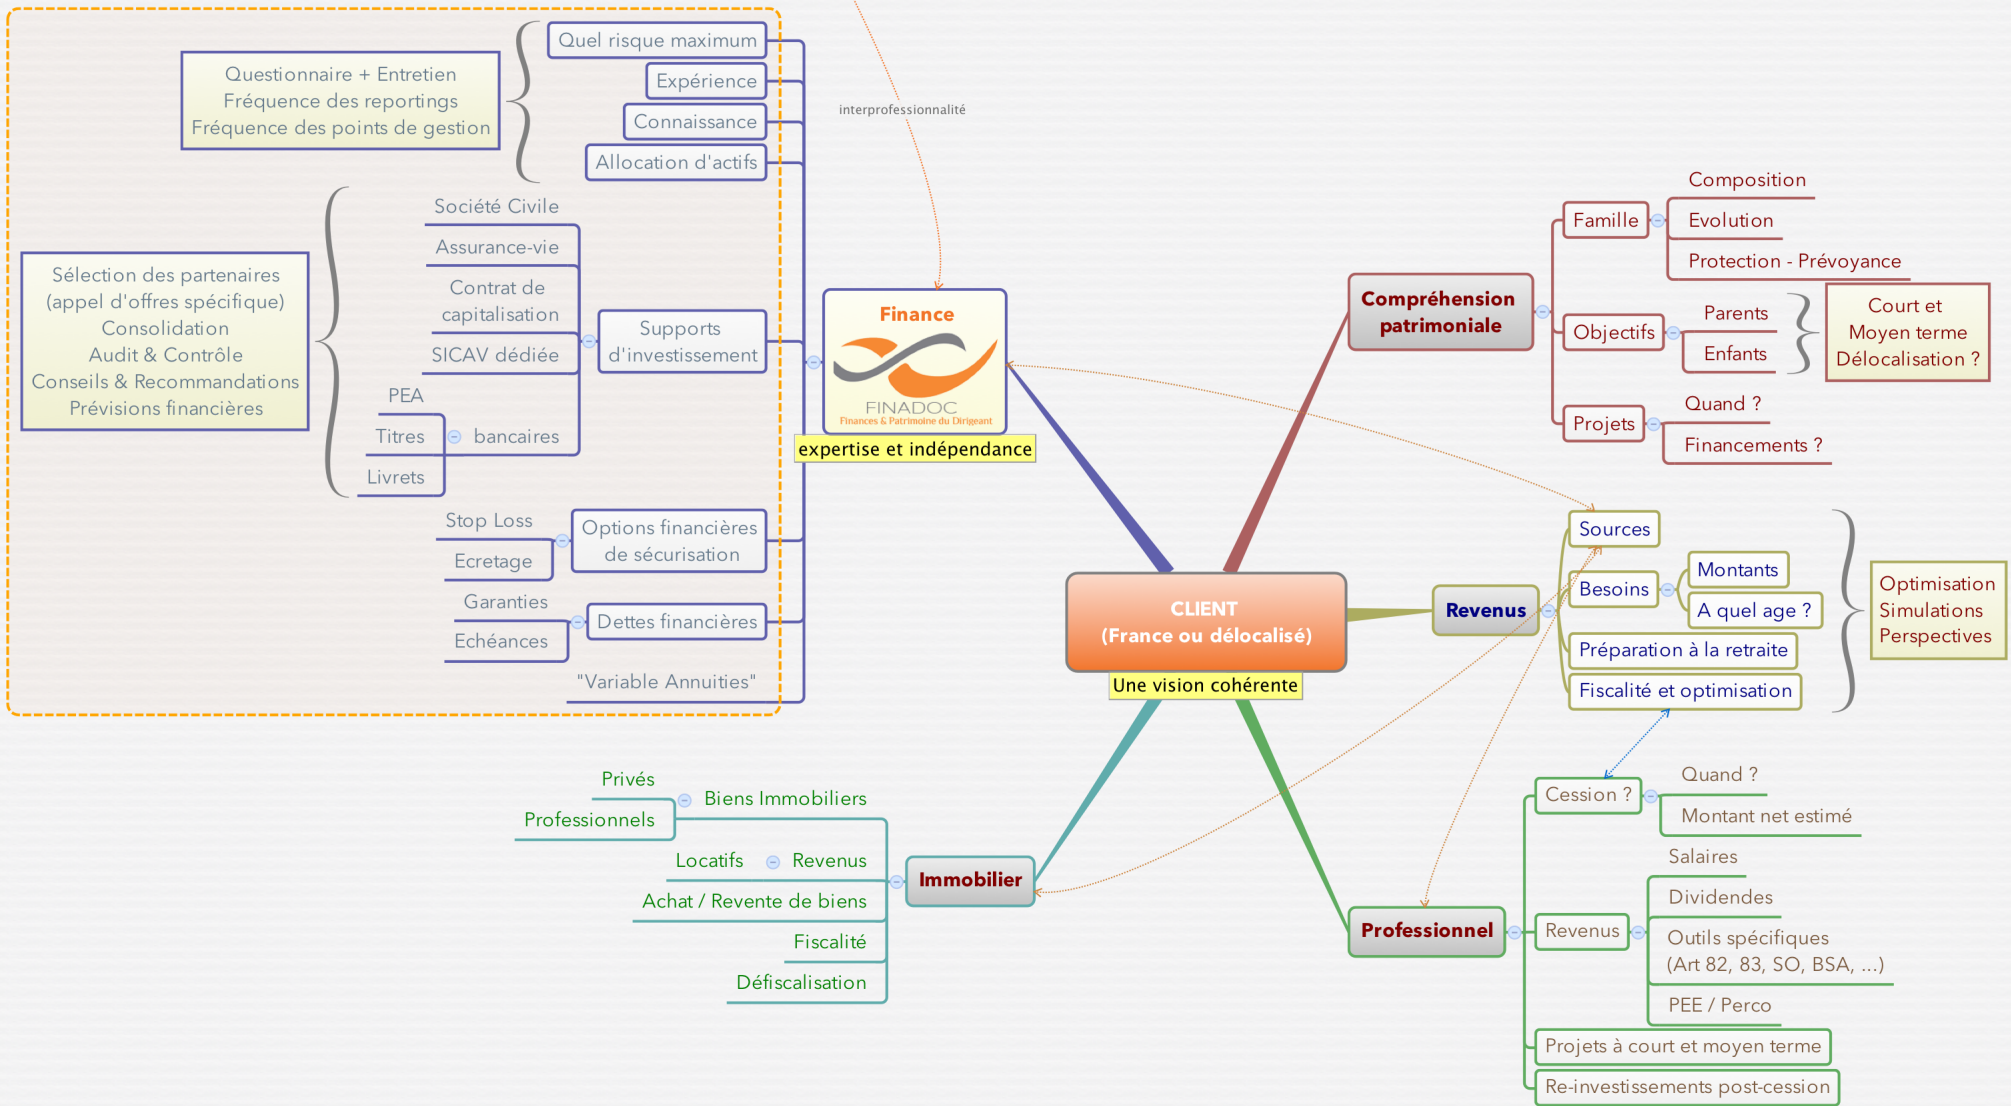 Quel risque maximum
Expérience
Connaissance
Allocation d'actifs
Questionnaire + Entretien
Fréquence des reportings
Fréquence des points de gestion
Société Civile
Assurance-vie
Contrat de
capitalisation
SICAV dédiée
PEA
Titres
Livrets
bancaires
Supports
d'investissement
Sélection des partenaires
(appel d'offres spécifique)
Consolidation
Audit & Contrôle
Conseils & Recommandations
Prévisions financières
Stop Loss
Ecretage
Options financières
de sécurisation
Garanties
Echéances
Dettes financières
"Variable Annuities"
interprofessionnalité
Finance
FINADOC
Finances & Patrimoine du Dirigeant
expertise et indépendance
CLIENT
(France ou délocalisé)
Une vision cohérente
Compréhension
patrimoniale
Famille
Composition
Evolution
Protection - Prévoyance
Objectifs
Parents
Enfants
Court et
Moyen terme
Délocalisation ?
Projets
Quand ?
Financements ?
Revenus
Sources
Besoins
Montants
A quel age ?
Préparation à la retraite
Fiscalité et optimisation
Optimisation
Simulations
Perspectives
Immobilier
Biens Immobiliers
Privés
Professionnels
Revenus
Locatifs
Achat / Revente de biens
Fiscalité
Défiscalisation
Professionnel
Cession ?
Quand ?
Montant net estimé
Revenus
Salaires
Dividendes
Outils spécifiques
(Art 82, 83, SO, BSA, ...)
PEE / Perco
Projets à court et moyen terme
Re-investissements post-cession